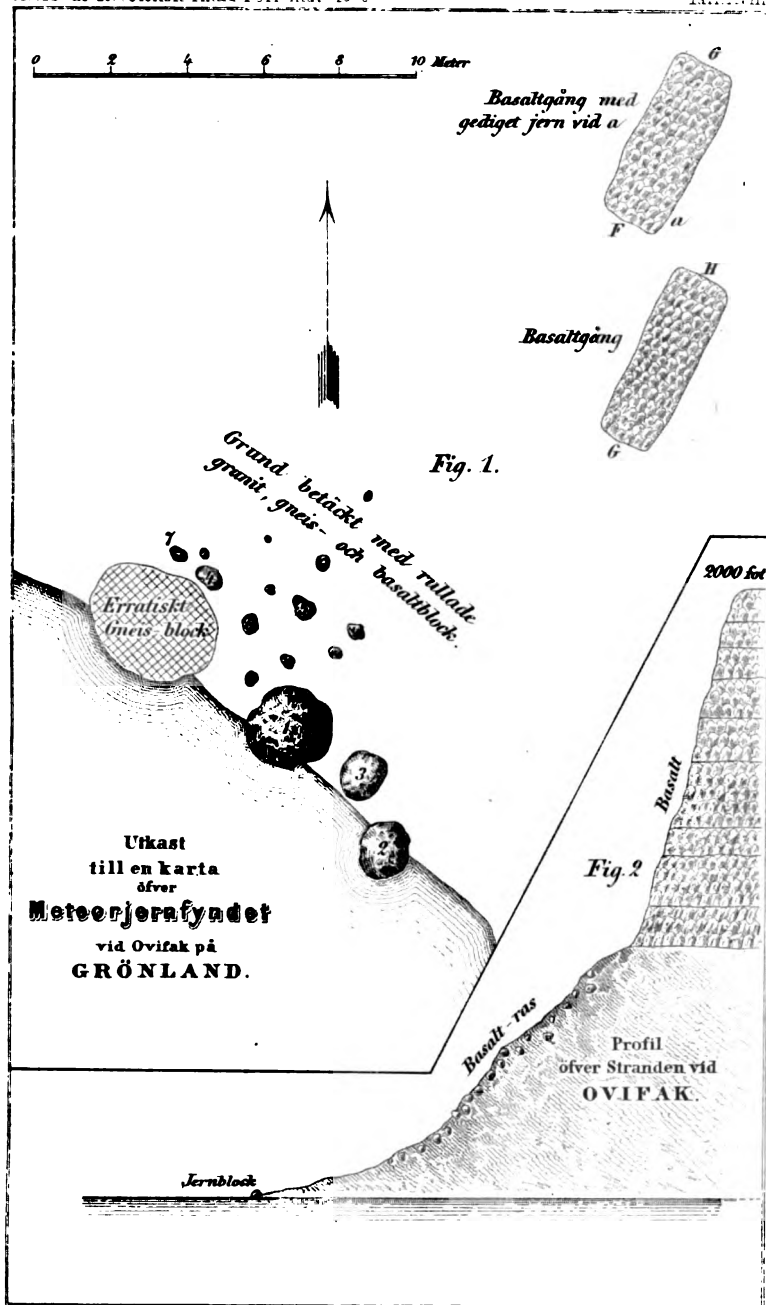 0 2 4 6 8 10 Meter
G
Basaltgång med
gediget jern vid a
F a
H
Basaltgång
G
Fig. 1.
Grund betäckt med rullade
granit, gneis- och basaltblock.
γ
4
Erratiskt
Gneis-block
3
2
Utkast
till en karta
öfver
Meteorjernfyndet
vid Ovifak på
GRÖNLAND.
2000 fot
Basalt
Fig. 2
Basalt-ras
Profil
öfver Stranden vid
OVIFAK.
Jernblock